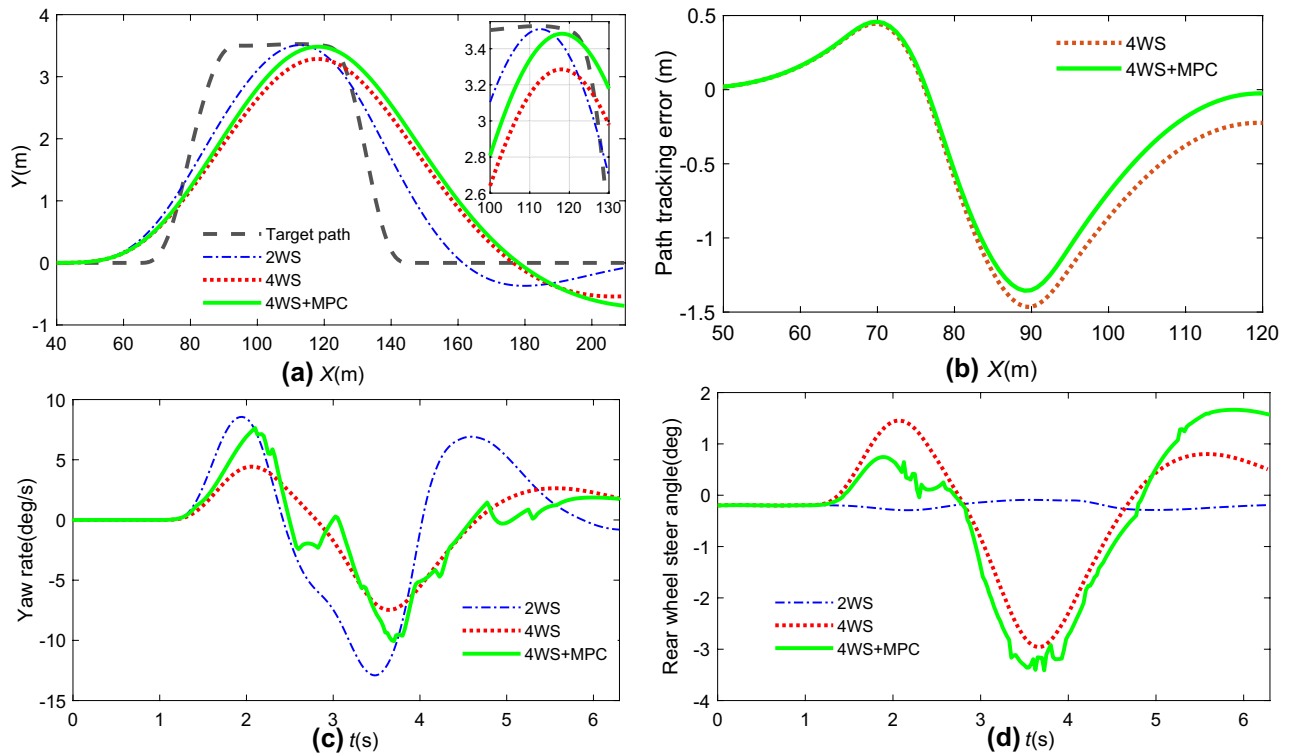 4
3
2
1
0
-1
Y(m)
40 60 80 100 120 140 160 180 200
Target path
2WS
4WS
4WS+MPC
3.4
3.2
3
2.8
2.6
100 110 120 130
(a) X(m)
0.5
0
-0.5
-1
-1.5
Path tracking error (m)
50 60 70 80 90 100 110 120
4WS
4WS+MPC
(b) X(m)
10
5
0
-5
-10
-15
Yaw rate(deg/s)
0 1 2 3 4 5 6
2WS
4WS
4WS+MPC
(c) t(s)
2
1
0
-1
-2
-3
-4
Rear wheel steer angle(deg)
0 1 2 3 4 5 6
2WS
4WS
4WS+MPC
(d) t(s)